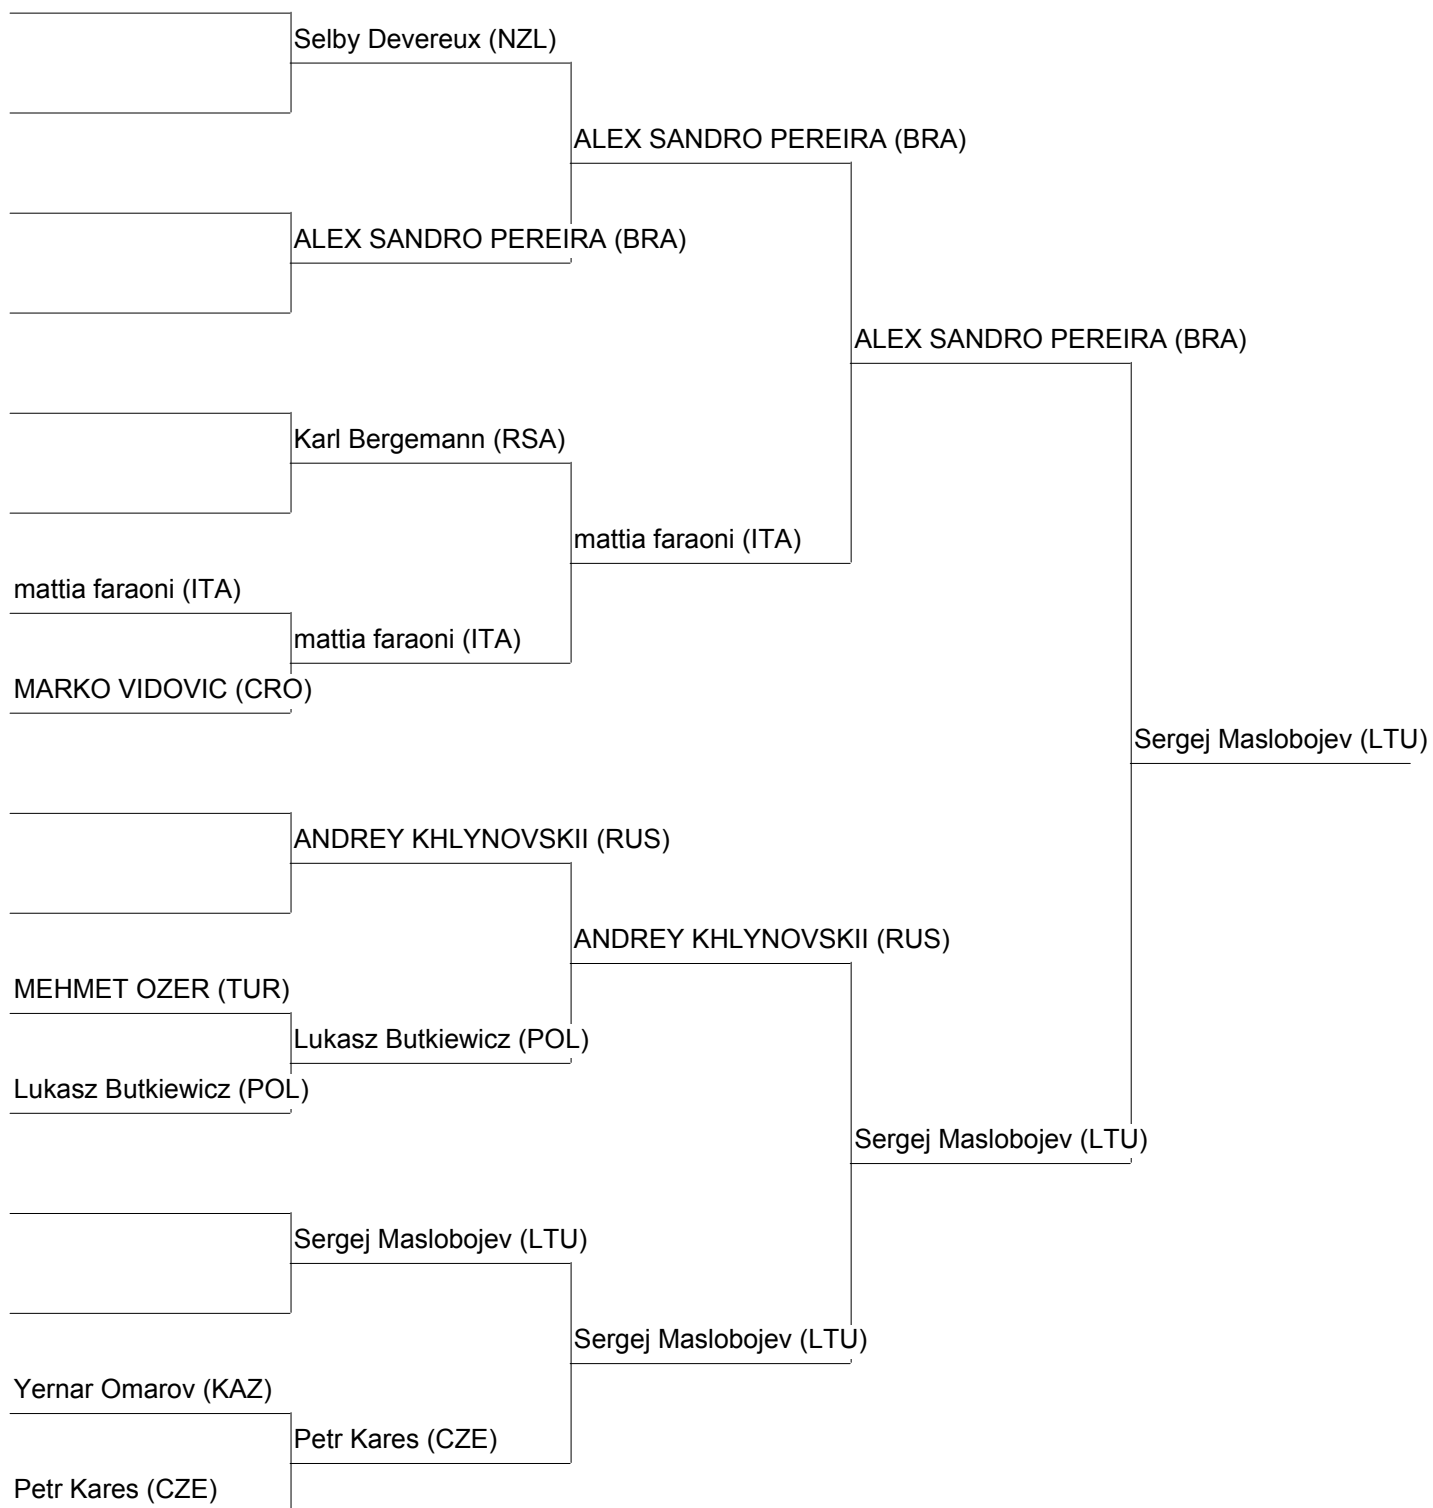 Selby Devereux (NZL)
ALEX SANDRO PEREIRA (BRA)
ALEX SANDRO PEREIRA (BRA)
ALEX SANDRO PEREIRA (BRA)
Karl Bergemann (RSA)
mattia faraoni (ITA)
mattia faraoni (ITA)
mattia faraoni (ITA)
MARKO VIDOVIC (CRO)
Sergej Maslobojev (LTU)
ANDREY KHLYNOVSKII (RUS)
ANDREY KHLYNOVSKII (RUS)
MEHMET OZER (TUR)
Lukasz Butkiewicz (POL)
Lukasz Butkiewicz (POL)
Sergej Maslobojev (LTU)
Sergej Maslobojev (LTU)
Sergej Maslobojev (LTU)
Yernar Omarov (KAZ)
Petr Kares (CZE)
Petr Kares (CZE)